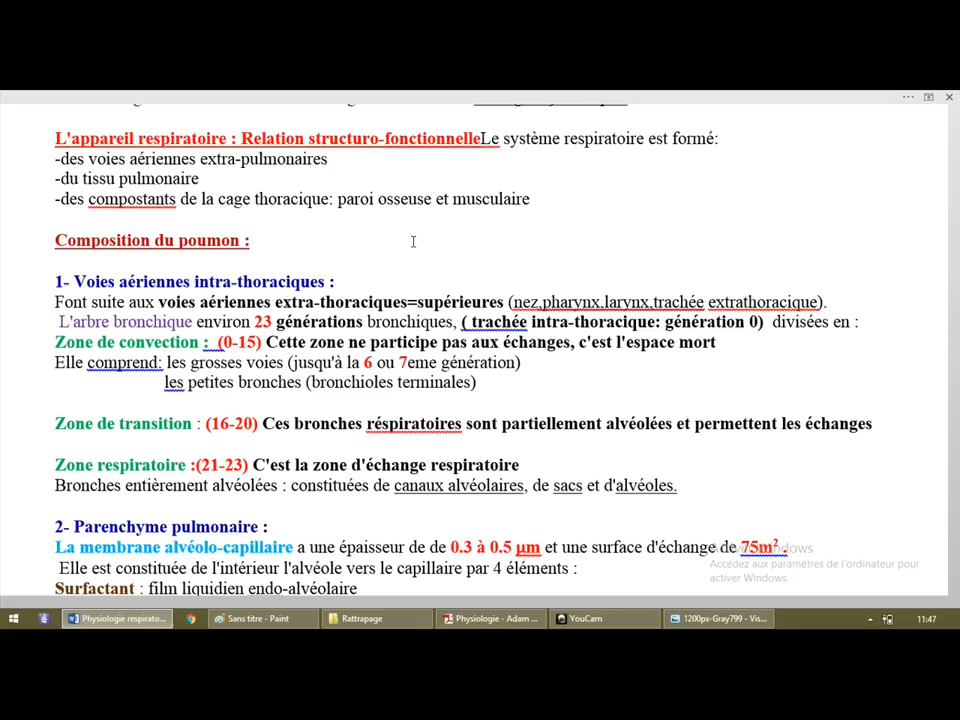 L'appareil respiratoire : Relation structuro-fonctionnelleLe système respiratoire est formé:
-des voies aériennes extra-pulmonaires
-du tissu pulmonaire
-des compostants de la cage thoracique: paroi osseuse et musculaire
Composition du poumon :
1- Voies aériennes intra-thoraciques :
Font suite aux voies aériennes extra-thoraciques=supérieures (nez,pharynx,larynx,trachée extrathoracique).
L'arbre bronchique environ 23 générations bronchiques, ( trachée intra-thoracique: génération 0) divisées en :
Zone de convection : (0-15) Cette zone ne participe pas aux échanges, c'est l'espace mort
Elle comprend: les grosses voies (jusqu'à la 6 ou 7eme génération)
les petites bronches (bronchioles terminales)
Zone de transition : (16-20) Ces bronches réspiratoires sont partiellement alvéolées et permettent les échanges
Zone respiratoire :(21-23) C'est la zone d'échange respiratoire
Bronches entièrement alvéolées : constituées de canaux alvéolaires, de sacs et d'alvéoles.
2- Parenchyme pulmonaire :
La membrane alvéolo-capillaire a une épaisseur de de 0.3 à 0.5 µm et une surface d'échange de 75m² .
Elle est constituée de l'intérieur l'alvéole vers le capillaire par 4 éléments :
Accédez aux paramètres de l'ordinateur pour
activer Windows.
Surfactant : film liquidien endo-alvéolaire
Physiologie respirato...
Sans titre - Paint
Rattrapage
Physiologie - Adam ...
YouCam
1200px-Gray799 - Vis...
11:47